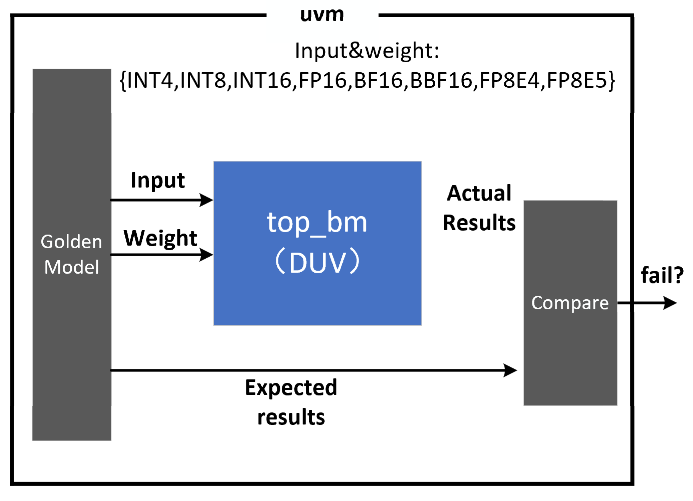 uvm
Input&weight:
{INT4,INT8,INT16,FP16,BF16,BBF16,FP8E4,FP8E5}
Input
Weight
Golden
Model
top_bm
（DUV）
Actual
Results
Compare
fail?
Expected
results